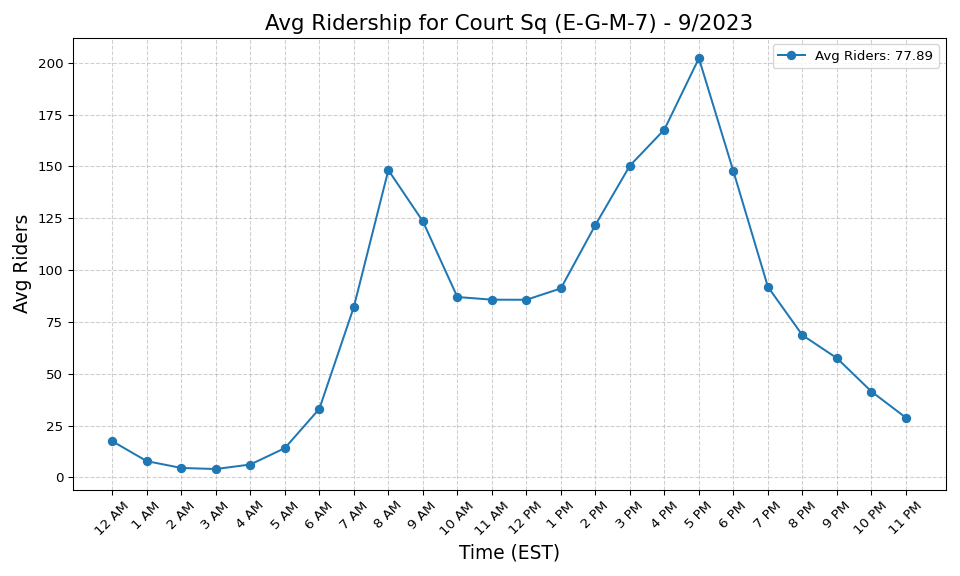 Avg Ridership for Court Sq (E-G-M-7) - 9/2023
Avg Riders: 77.89
200
175
150
125
100
75
50
25
0
Avg Riders
12 AM
1 AM
2 AM
3 AM
4 AM
5 AM
6 AM
7 AM
8 AM
9 AM
10 AM
11 AM
12 PM
1 PM
2 PM
3 PM
4 PM
5 PM
6 PM
7 PM
8 PM
9 PM
10 PM
11 PM
Time (EST)